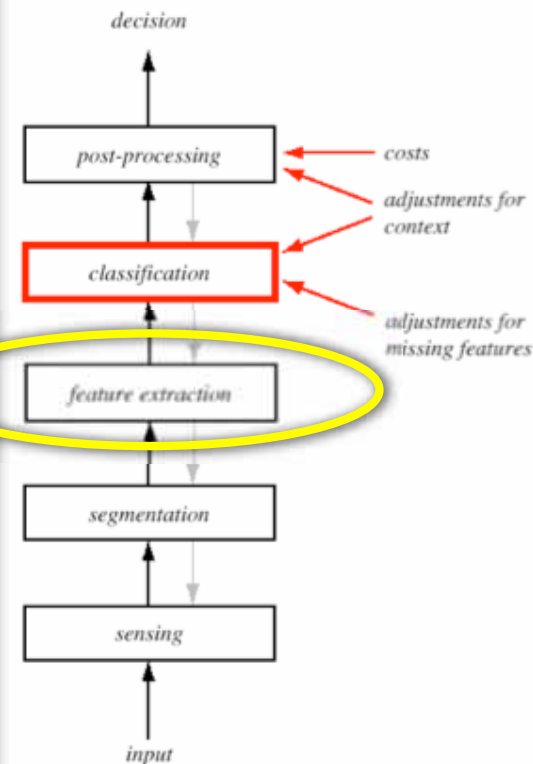 decision
post-processing
costs
adjustments for
context
classification
adjustments for
missing features
feature extraction
segmentation
sensing
input